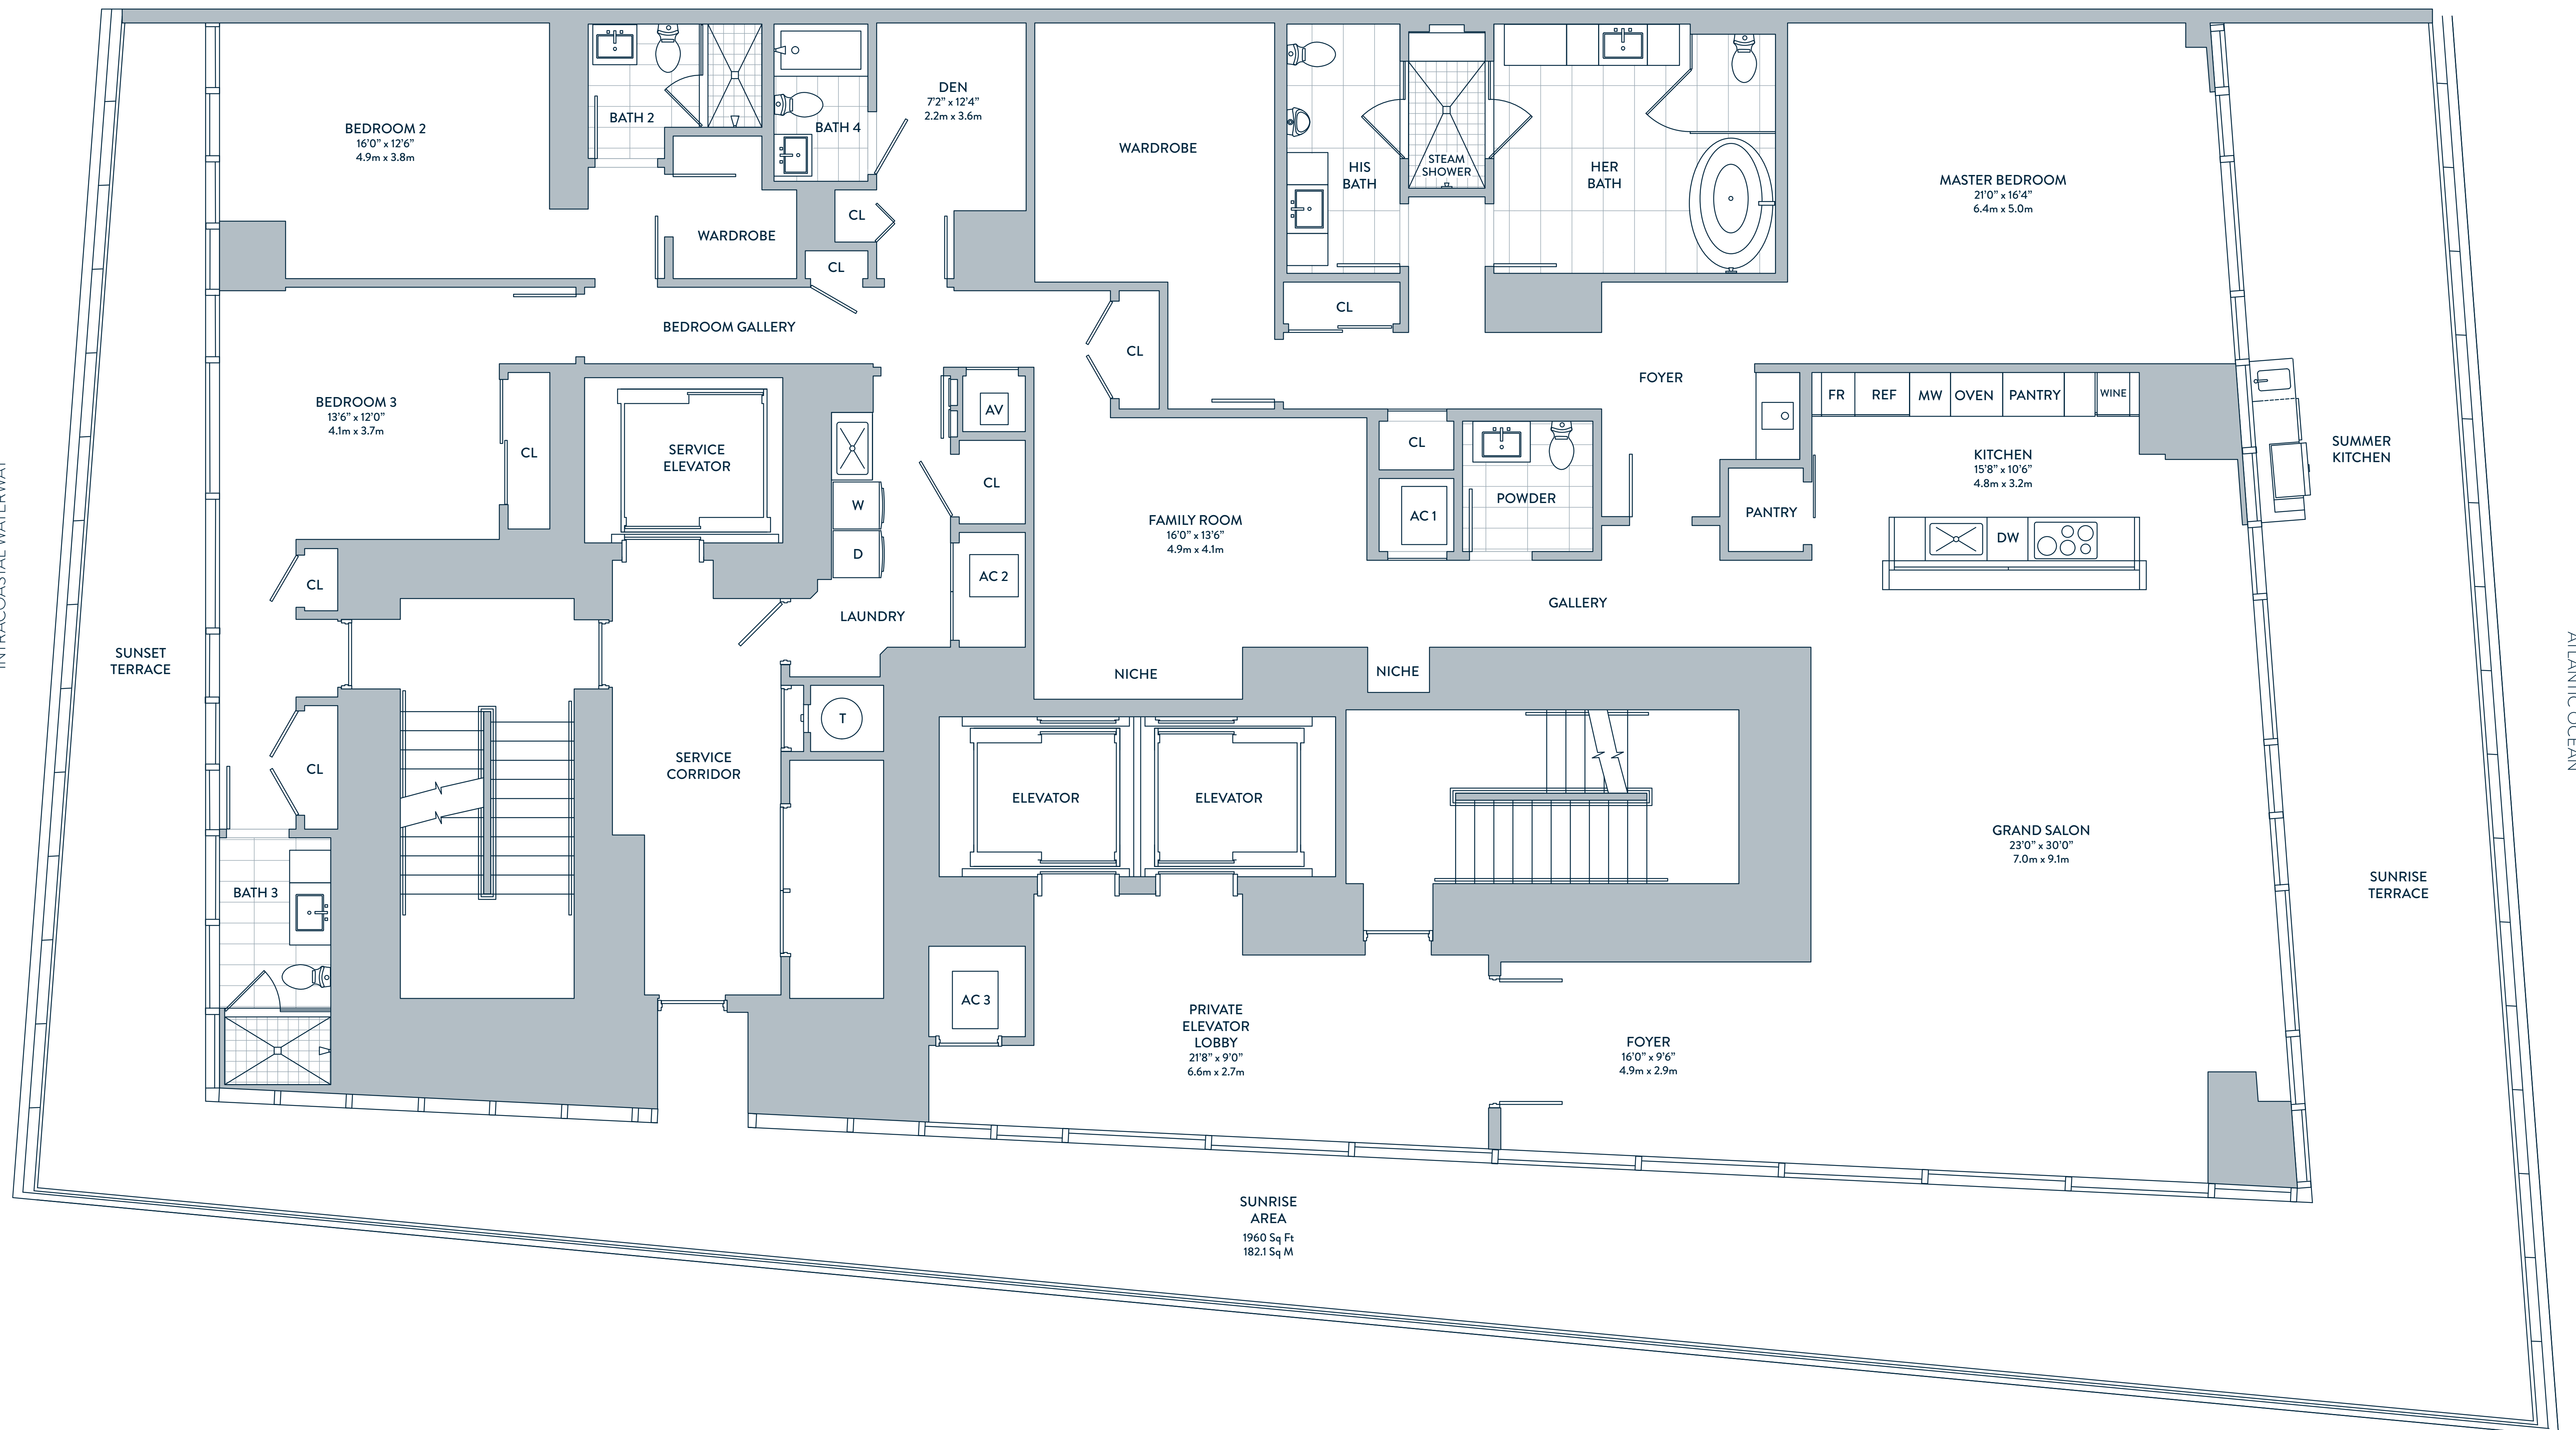 BEDROOM 2
16'0" x 12'6"
4.9m x 3.8m
BATH 2
BATH 4
DEN
7'2" x 12'4"
2.2m x 3.6m
WARDROBE
HIS
BATH
STEAM
SHOWER
HER
BATH
MASTER BEDROOM
21'0" x 16'4"
6.4m x 5.0m
WARDROBE
CL
CL
CL
BEDROOM GALLERY
CL
FOYER
BEDROOM 3
13'6" x 12'0"
4.1m x 3.7m
CL
SERVICE
ELEVATOR
AV
CL
W
D
AC 2
LAUNDRY
FAMILY ROOM
16'0" x 13'6"
4.9m x 4.1m
CL
AC 1
POWDER
PANTRY
FR
REF
MW
OVEN
PANTRY
WINE
KITCHEN
15'8" x 10'6"
4.8m x 3.2m
DW
SUMMER
KITCHEN
GALLERY
NICHE
NICHE
CL
CL
INTRACOASTAL WATERWAY
SUNSET
TERRACE
T
SERVICE
CORRIDOR
ELEVATOR
ELEVATOR
BATH 3
GRAND SALON
23'0" x 30'0"
7.0m x 9.1m
SUNRISE
TERRACE
ATLANTIC OCEAN
AC 3
PRIVATE
ELEVATOR
LOBBY
21'8" x 9'0"
6.6m x 2.7m
FOYER
16'0" x 9'6"
4.9m x 2.9m
SUNRISE
AREA
1960 Sq Ft
182.1 Sq M